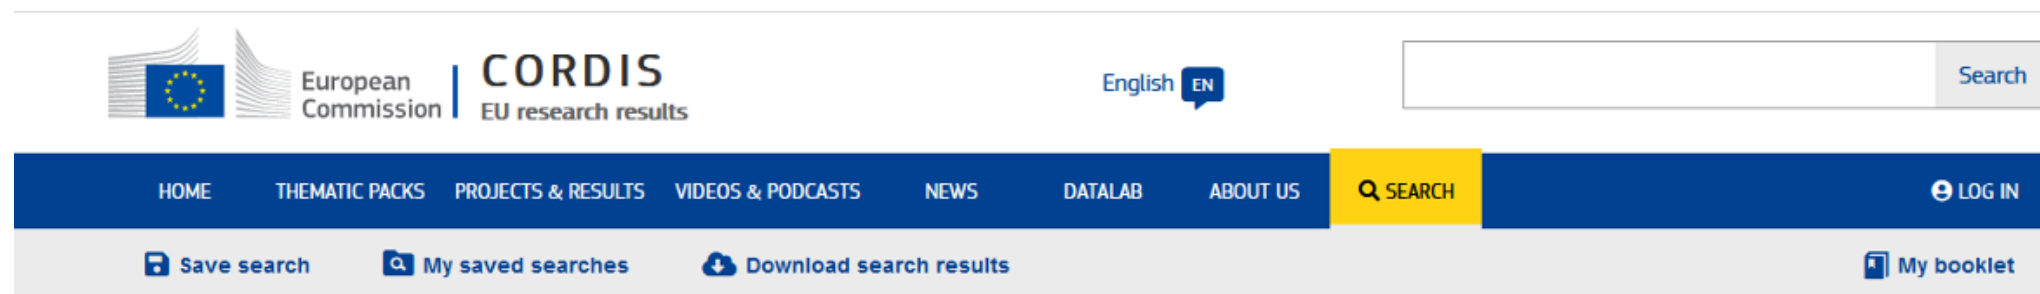 European
Commission
CORDIS
EU research results
English EN
Search
HOME THEMATIC PACKS PROJECTS & RESULTS VIDEOS & PODCASTS NEWS DATALAB ABOUT US SEARCH LOG IN
Save search My saved searches Download search results My booklet